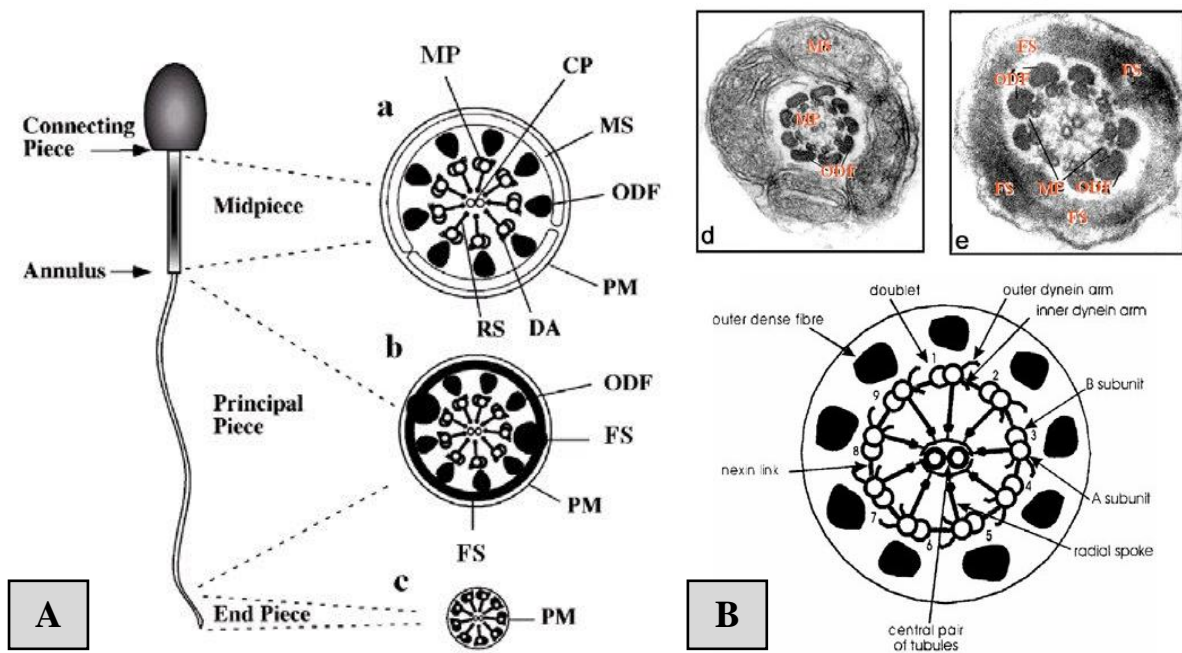 Connecting
Piece
Midpiece
Annulus
Principal
Piece
End Piece
A
a
MP
CP
MS
ODF
PM
RS
DA
b
ODF
FS
PM
FS
c
PM
MS
MP
ODF
d
FS
ODF
FS
FS
MP
ODF
FS
e
doublet
outer dynein arm
inner dynein arm
outer dense fibre
B subunit
1
2
3
4
5
6
7
8
9
nexin link
A subunit
radial spoke
central pair
of tubules
B